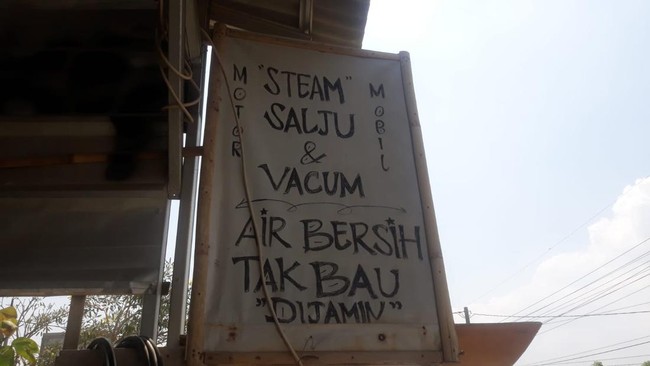 MOTOR
"STEAM"
MOBIL
SALJU
&
VACUM
AIR BERSIH
TAK BAU
"DIJAMIN"